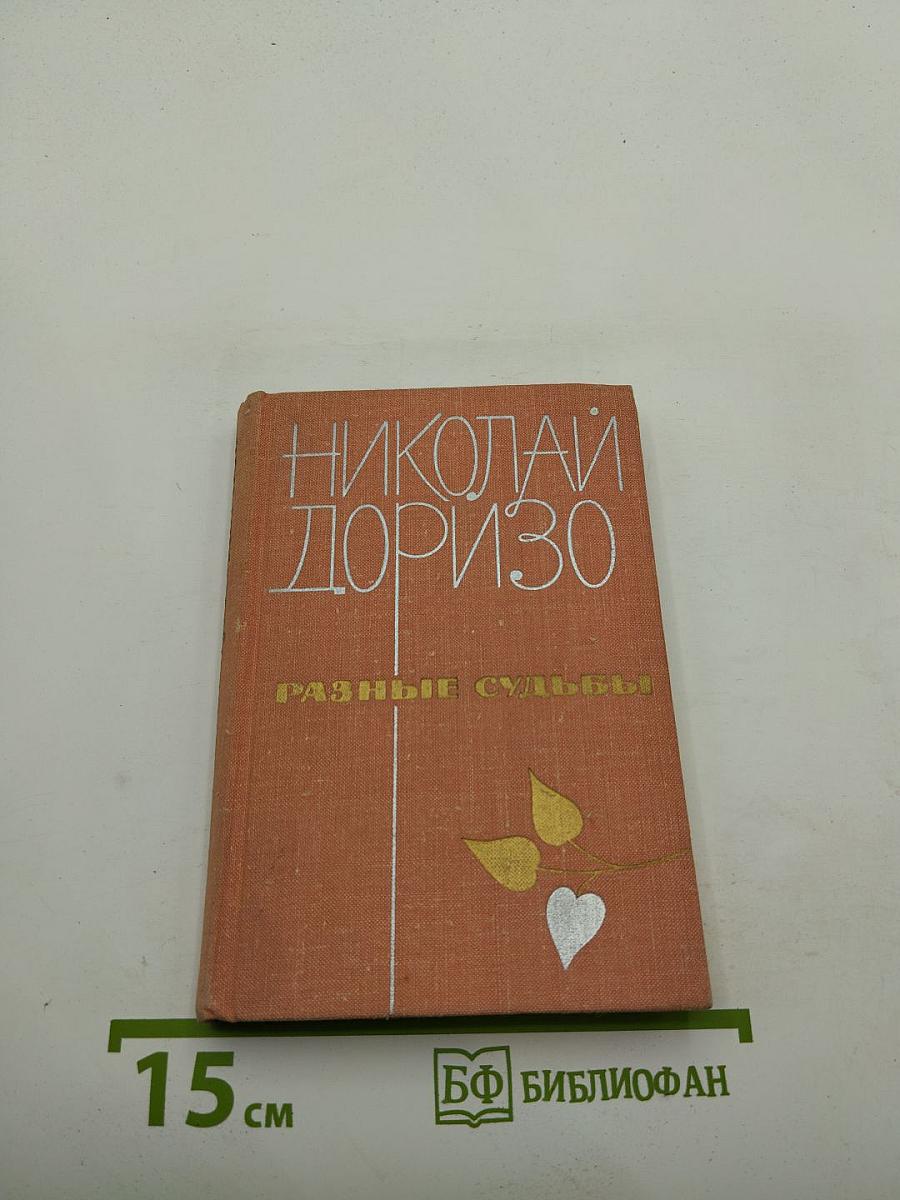 НИКОЛАЙ
ДОРИЗО
РАЗНЫЕ СУДЬБЫ
15 см
БФ БИБЛИОФАН